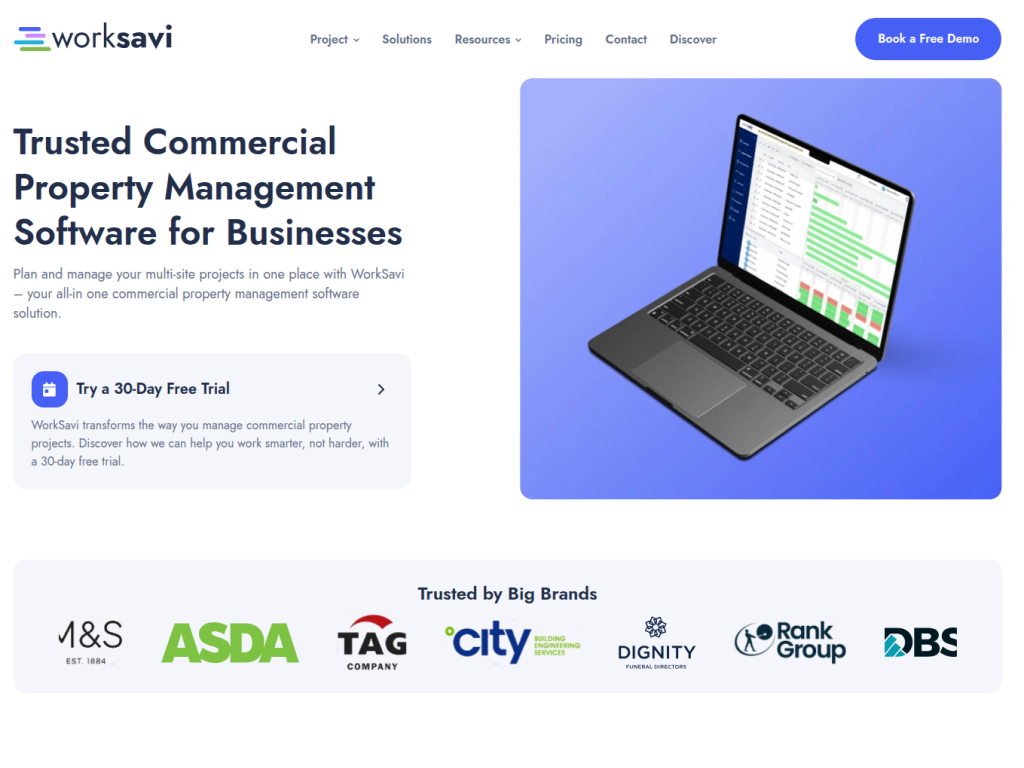 worksavi
Project Solutions Resources Pricing Contact Discover
Book a Free Demo
Trusted Commercial
Property Management
Software for Businesses
Plan and manage your multi-site projects in one place with WorkSavi
– your all-in one commercial property management software
solution.
Try a 30-Day Free Trial
WorkSavi transforms the way you manage commercial property
projects. Discover how we can help you work smarter, not harder, with
a 30-day free trial.
Trusted by Big Brands
M&S
EST. 1884
ASDA
TAG
COMPANY
city
BUILDING
ENGINEERING
SERVICES
DIGNITY
FUNERAL DIRECTORS
Rank
Group
DBS